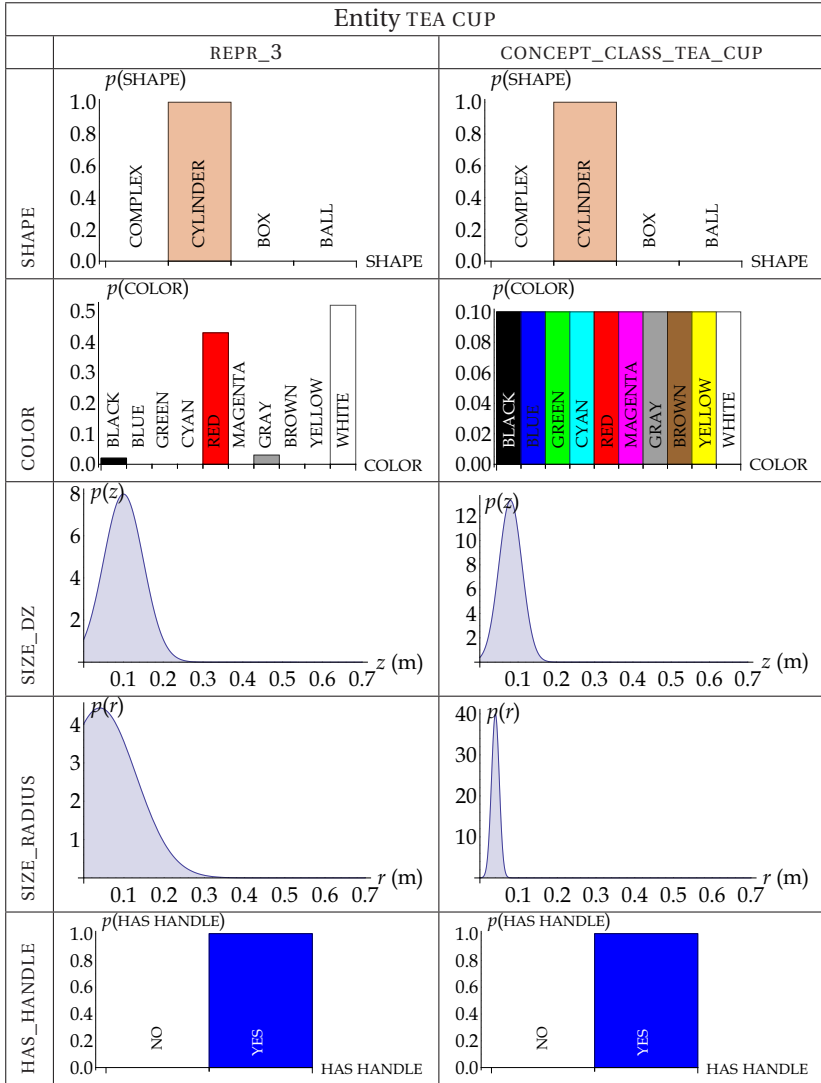 Entity TEA CUP
REPR_3 CONCEPT_CLASS_TEA_CUP
SHAPE
p(SHAPE)
1.0
0.8
0.6
0.4
0.2
0.0
COMPLEX
CYLINDER
BOX
BALL
SHAPE
p(SHAPE)
1.0
0.8
0.6
0.4
0.2
0.0
COMPLEX
CYLINDER
BOX
BALL
SHAPE
COLOR
p(COLOR)
0.5
0.4
0.3
0.2
0.1
0.0
BLACK
BLUE
GREEN
CYAN
RED
MAGENTA
GRAY
BROWN
YELLOW
WHITE
COLOR
p(COLOR)
0.10
0.08
0.06
0.04
0.02
0.00
BLACK
BLUE
GREEN
CYAN
RED
MAGENTA
GRAY
BROWN
YELLOW
WHITE
COLOR
SIZE_DZ
p(z)
8
6
4
2
z (m)
0.1 0.2 0.3 0.4 0.5 0.6 0.7
p(z)
12
10
8
6
4
2
z (m)
0.1 0.2 0.3 0.4 0.5 0.6 0.7
SIZE_RADIUS
p(r)
4
3
2
1
r (m)
0.1 0.2 0.3 0.4 0.5 0.6 0.7
p(r)
40
30
20
10
r (m)
0.1 0.2 0.3 0.4 0.5 0.6 0.7
HAS_HANDLE
p(HAS HANDLE)
1.0
0.8
0.6
0.4
0.2
0.0
NO
YES
HAS HANDLE
p(HAS HANDLE)
1.0
0.8
0.6
0.4
0.2
0.0
NO
YES
HAS HANDLE